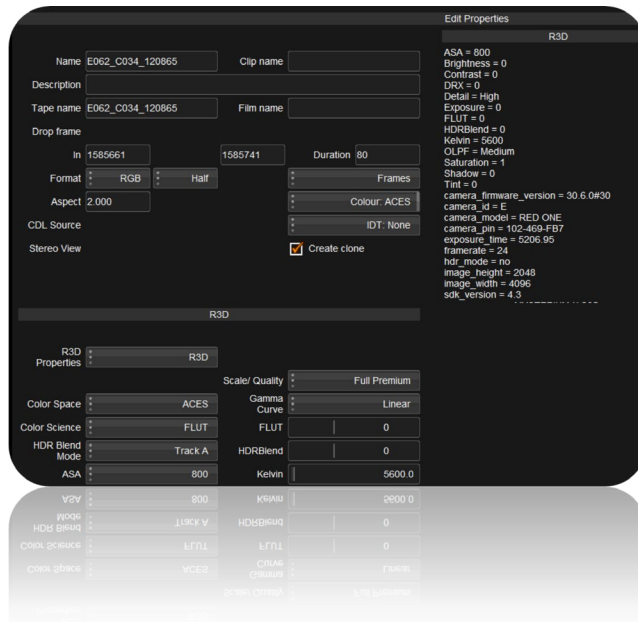 Edit Properties
R3D
Name E062_C034_120865 Clip name
Description
Tape name E062_C034_120865 Film name
Drop frame
In 1585661 1585741 Duration 80
Format RGB Half Frames
Aspect 2.000 Colour: ACES
CDL Source IDT: None
Stereo View Create clone
ASA = 800
Brightness = 0
Contrast = 0
DRX = 0
Detail = High
Exposure = 0
FLUT = 0
HDRBlend = 0
Kelvin = 5600
OLPF = Medium
Saturation = 1
Shadow = 0
Tint = 0
camera_firmware_version = 30.6.0#30
camera_id = E
camera_model = RED ONE
camera_pin = 102-469-FB7
exposure_time = 5206.95
framerate = 24
hdr_mode = no
image_height = 2048
image_width = 4096
sdk_version = 4.3
R3D
R3D Properties R3D
Scale/ Quality Full Premium
Color Space ACES Gamma Curve Linear
Color Science FLUT FLUT 0
HDR Blend Mode Track A HDRBlend 0
ASA 800 Kelvin 5600.0